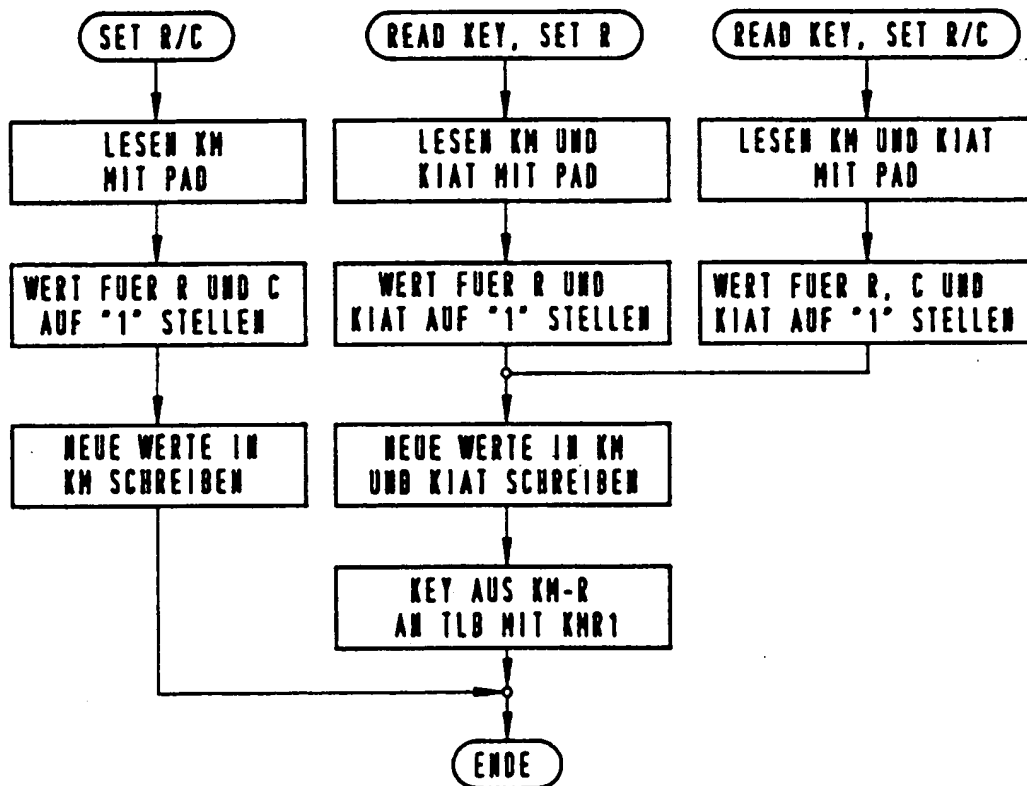 SET R/C
READ KEY, SET R
READ KEY, SET R/C
LESEN KM
MIT PAD
LESEN KM UND
KIAT MIT PAD
LESEN KM UND KIAT
MIT PAD
WERT FUER R UND C
AUF "1" STELLEN
WERT FUER R UND
KIAT AUF "1" STELLEN
WERT FUER R, C UND
KIAT AUF "1" STELLEN
NEUE WERTE IN
KM SCHREIBEN
NEUE WERTE IN KM
UND KIAT SCHREIBEN
KEY AUS KM-R
AN TLB MIT KMR1
ENDE